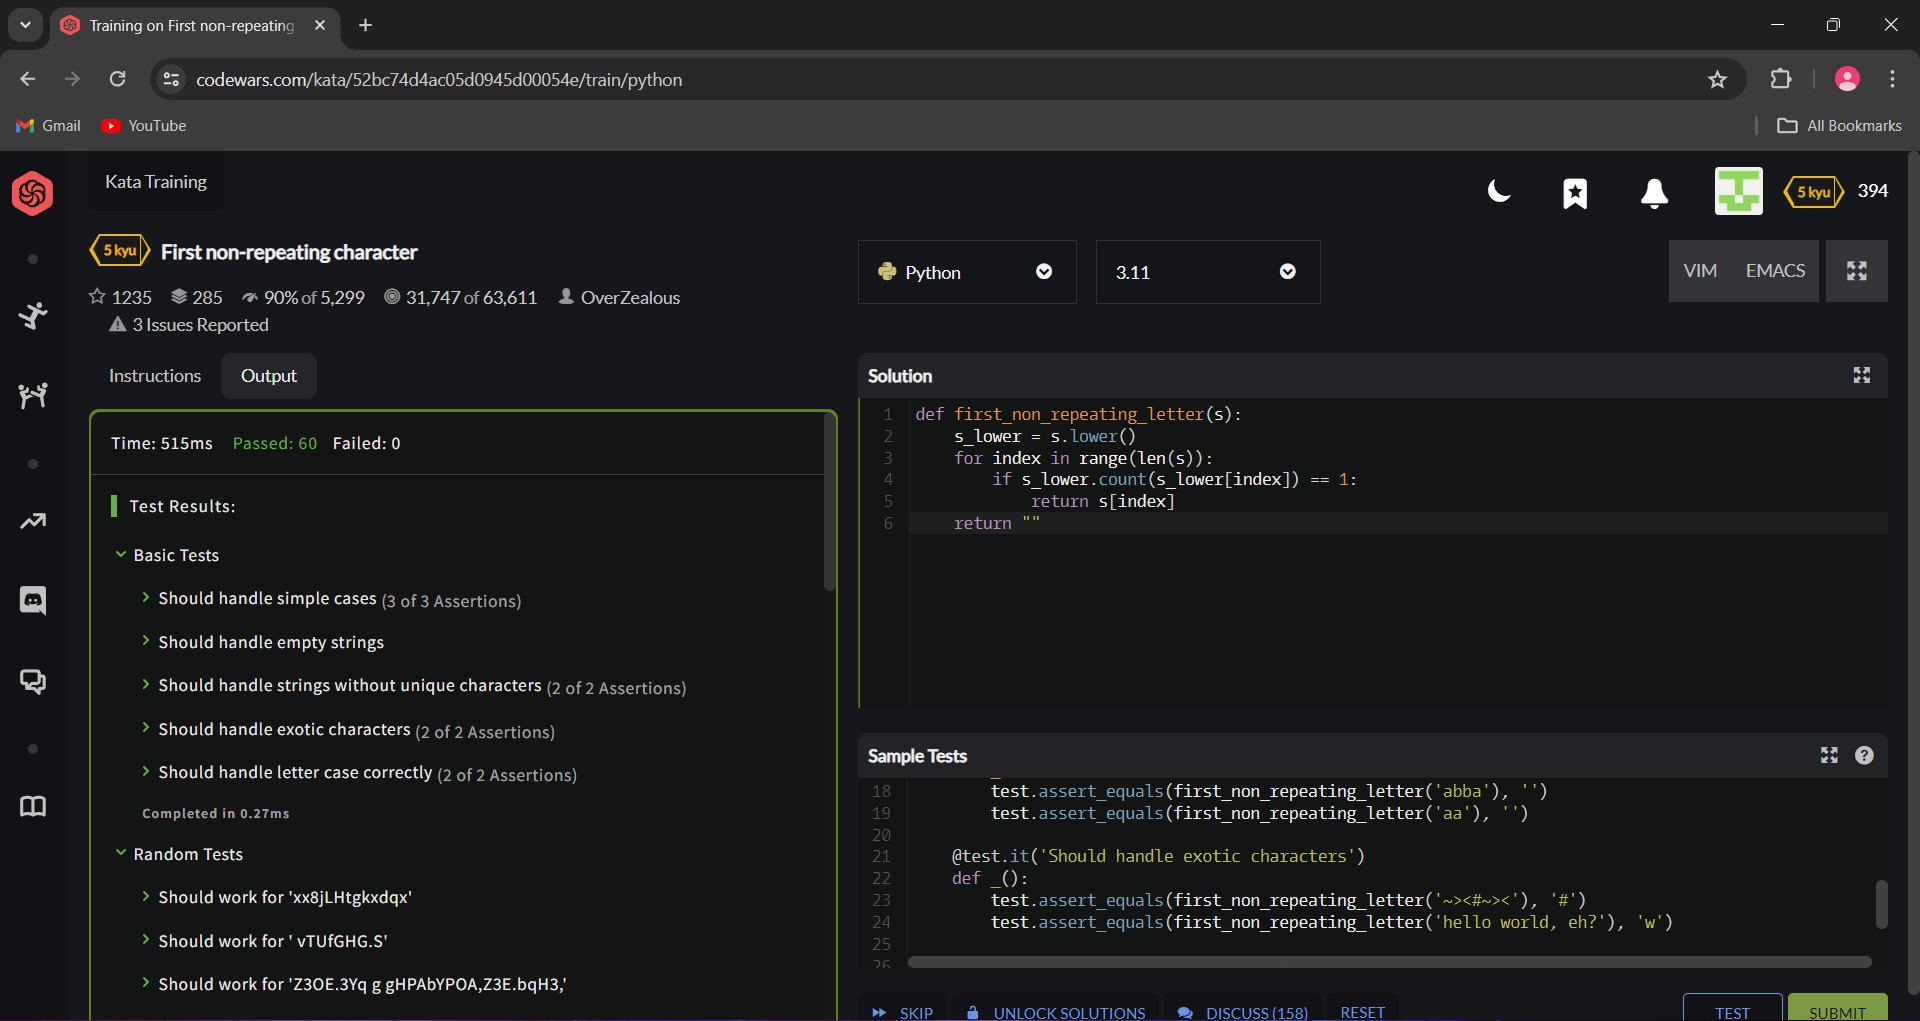 Training on First non-repeating
codewars.com/kata/52bc74d4ac05d0945d00054e/train/python
Gmail
YouTube
All Bookmarks
Kata Training
5 kyu
394
5 kyu
First non-repeating character
1235
285
90% of 5,299
31,747 of 63,611
OverZealous
3 Issues Reported
Python
3.11
VIM
EMACS
Instructions
Output
Time: 515ms Passed: 60 Failed: 0
Test Results:
Basic Tests
Should handle simple cases (3 of 3 Assertions)
Should handle empty strings
Should handle strings without unique characters (2 of 2 Assertions)
Should handle exotic characters (2 of 2 Assertions)
Should handle letter case correctly (2 of 2 Assertions)
Completed in 0.27ms
Random Tests
Should work for 'xx8jLHtgkxdqx'
Should work for ' vTUfGHG.S'
Should work for 'Z3OE.3Yq g gHPAbYPOA,Z3E.bqH3,'
Solution
1 def first_non_repeating_letter(s):
2 s_lower = s.lower()
3 for index in range(len(s)):
4 if s_lower.count(s_lower[index]) == 1:
5 return s[index]
6 return ""
Sample Tests
18 test.assert_equals(first_non_repeating_letter('abba'), '')
19 test.assert_equals(first_non_repeating_letter('aa'), '')
20
21 @test.it('Should handle exotic characters')
22 def _():
23 test.assert_equals(first_non_repeating_letter('~><#~><'), '#')
24 test.assert_equals(first_non_repeating_letter('hello world, eh?'), 'w')
25
26
SKIP
UNLOCK SOLUTIONS
DISCUSS (158)
RESET
TEST
SUBMIT